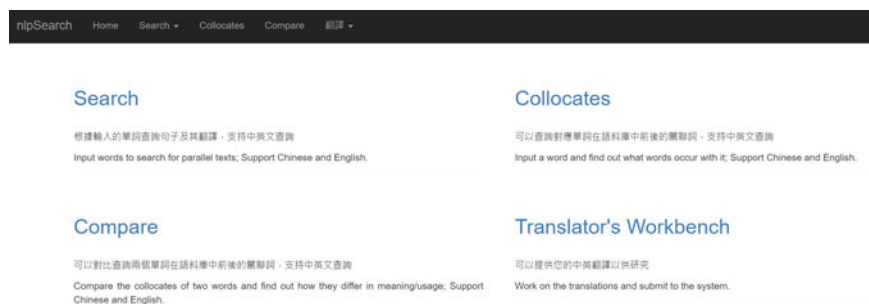 nlpSearch Home Search Collocates Compare 翻譯
Search
根據輸入的單詞查詢句子及其翻譯，支持中英文查詢
Input words to search for parallel texts; Support Chinese and English.
Collocates
可以查詢對應單詞在語料庫中前後的關聯詞，支持中英文查詢
Input a word and find out what words occur with it; Support Chinese and English.
Compare
可以對比查詢兩個單詞在語料庫中前後的關聯詞，支持中英文查詢
Compare the collocates of two words and find out how they differ in meaning/usage; Support
Chinese and English.
Translator's Workbench
可以提供您的中英翻譯以供研究
Work on the translations and submit to the system.